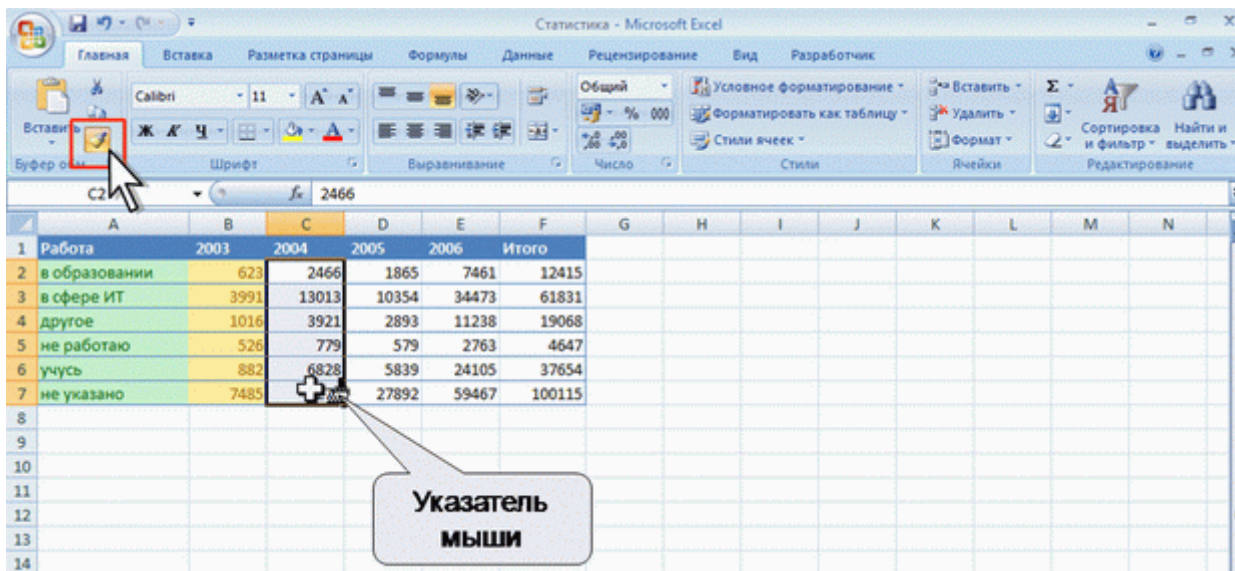 Статистика - Microsoft Excel
Главная Вставка Разметка страницы Формулы Данные Рецензирование Вид Разработчик
Вставить
Calibri 11
Ж К Ч
Общий
% 000
Условное форматирование
Форматировать как таблицу
Стили ячеек
Вставить
Удалить
Формат
Σ
Сортировка и фильтр
Найти и выделить
Буфер Шрифт Выравнивание Число Стили Ячейки Редактирование
C2 fx 2466
A B C D E F G H I J K L M N
1 Работа 2003 2004 2005 2006 Итого
2 в образовании 623 2466 1865 7461 12415
3 в сфере ИТ 3991 13013 10354 34473 61831
4 другое 1016 3921 2893 11238 19068
5 не работаю 526 779 579 2763 4647
6 учусь 882 6828 5839 24105 37654
7 не указано 7485 27892 59467 100115
8
9
10
11
12
13
14
Указатель
мыши